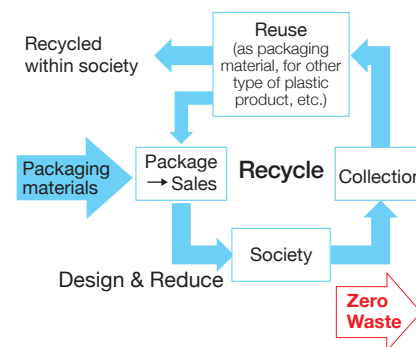 Reuse
(as packaging
material, for other
type of plastic
product, etc.)
Recycled
within society
Packaging
materials
Package
→ Sales
Recycle
Collection
Society
Design & Reduce
Zero
Waste